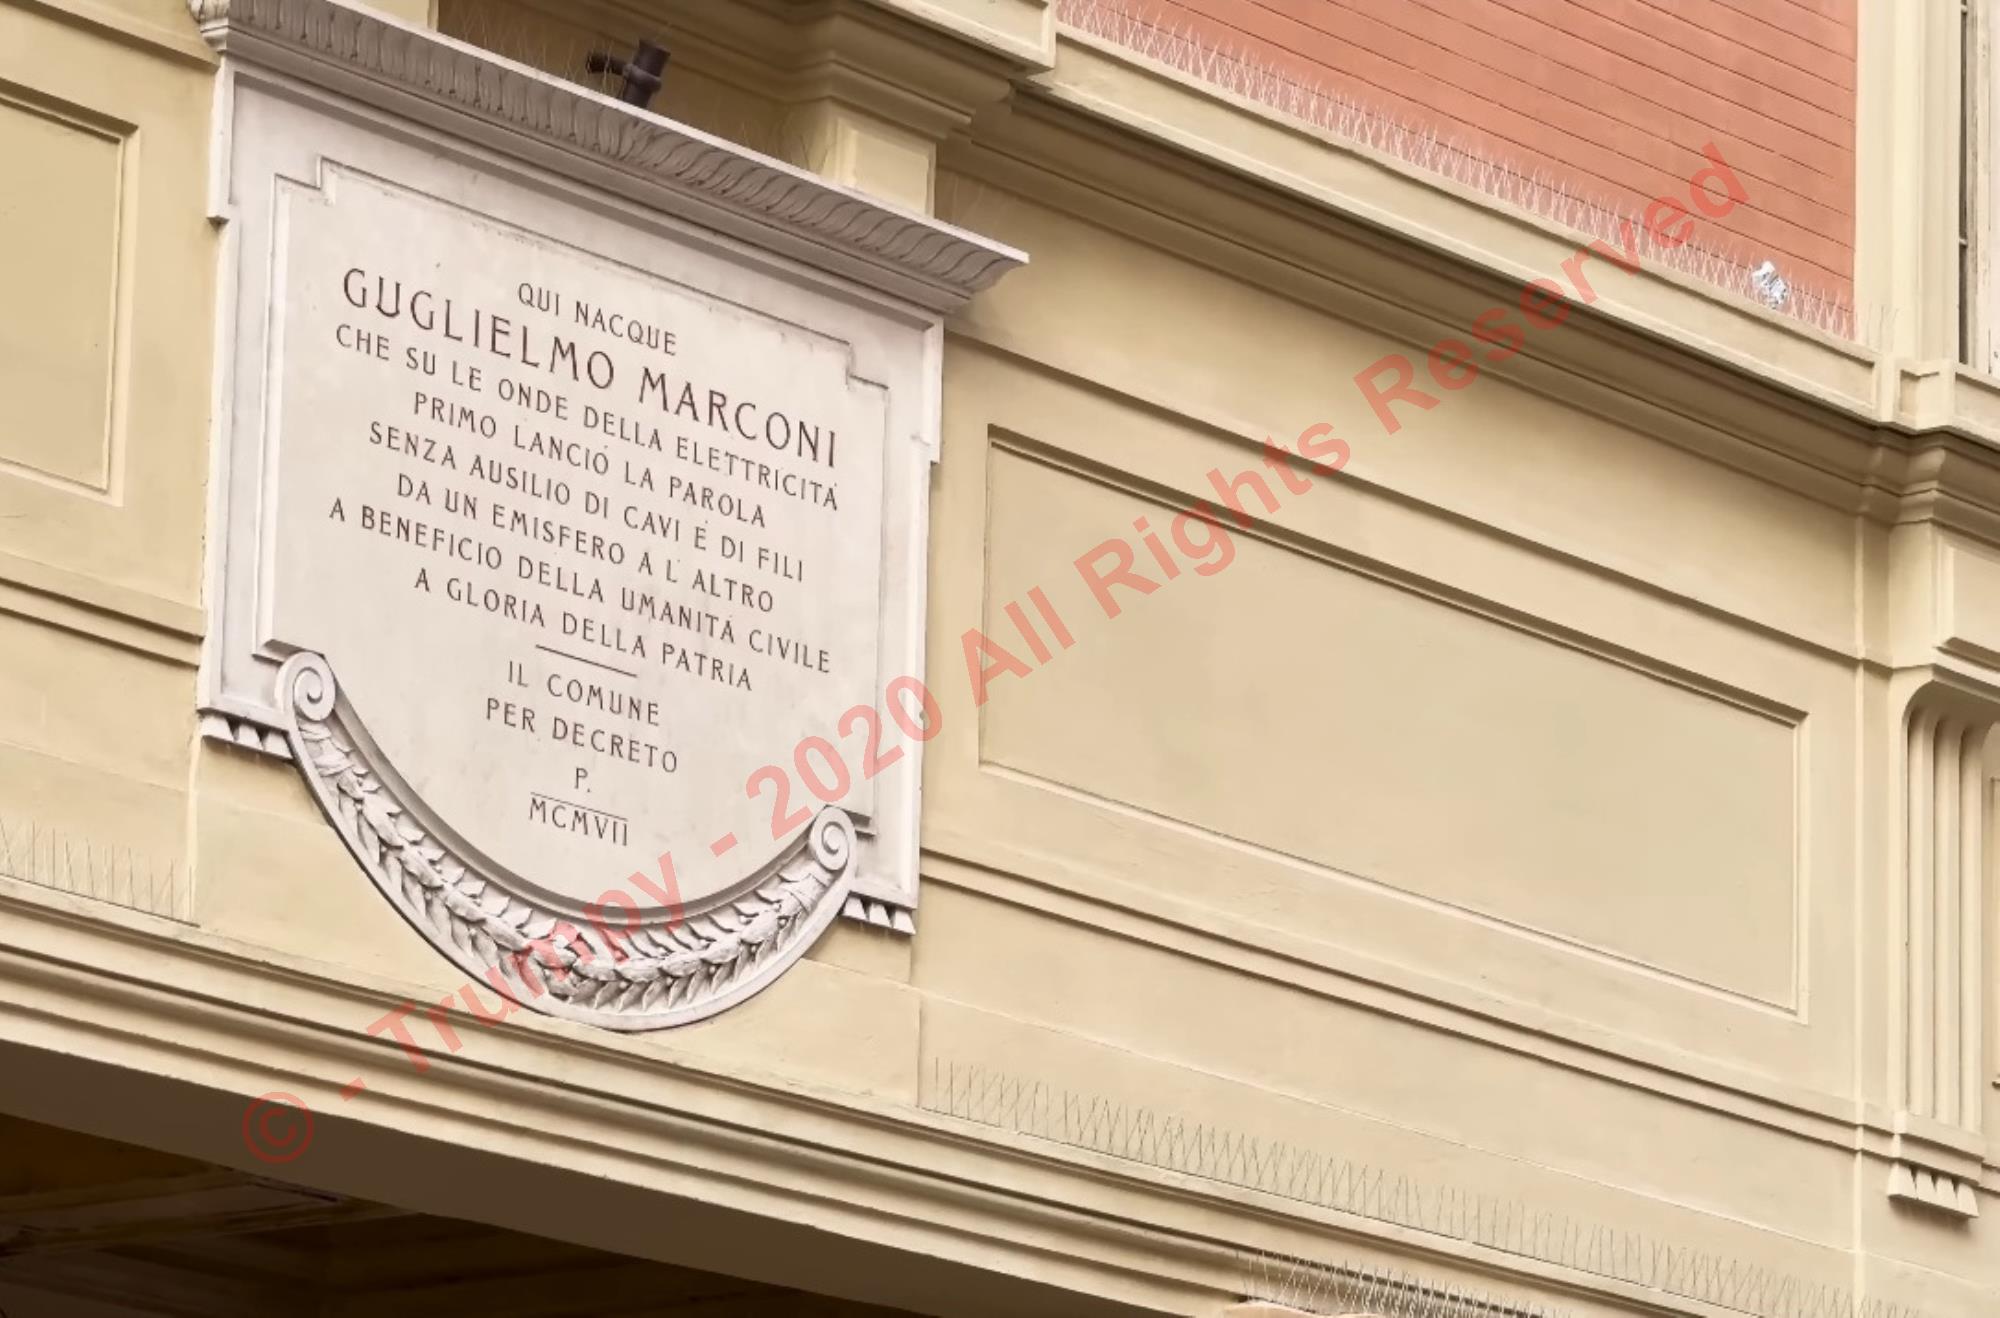 QUI NACQUE
GUGLIELMO MARCONI
CHE SU LE ONDE DELLA ELETTRICITÀ
PRIMO LANCIÒ LA PAROLA
SENZA AUSILIO DI CAVI E DI FILI
DA UN EMISFERO A L'ALTRO
A BENEFICIO DELLA UMANITÀ CIVILE
A GLORIA DELLA PATRIA
IL COMUNE
PER DECRETO
P.
MCMVII
© - Trumpy - 2020 All Rights Reserved